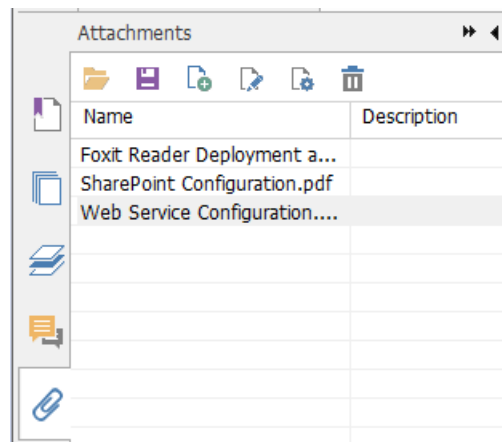 Attachments
Name Description
Foxit Reader Deployment a...
SharePoint Configuration.pdf
Web Service Configuration....